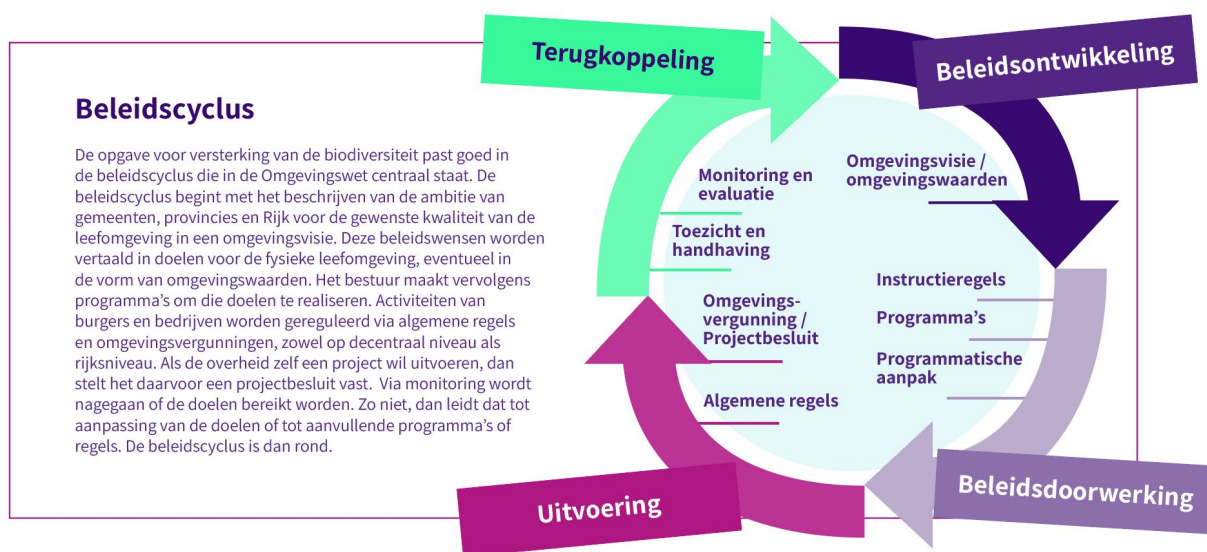 Beleidscyclus
De opgave voor versterking van de biodiversiteit past goed in
de beleidscyclus die in de Omgevingswet centraal staat. De
beleidscyclus begint met het beschrijven van de ambitie van
gemeenten, provincies en Rijk voor de gewenste kwaliteit van de
leefomgeving in een omgevingsvisie. Deze beleidswensen worden
vertaald in doelen voor de fysieke leefomgeving, eventueel in
de vorm van omgevingswaarden. Het bestuur maakt vervolgens
programma’s om die doelen te realiseren. Activiteiten van
burgers en bedrijven worden gereguleerd via algemene regels
en omgevingsvergunningen, zowel op decentraal niveau als
rijksniveau. Als de overheid zelf een project wil uitvoeren, dan
stelt het daarvoor een projectbesluit vast.  Via monitoring wordt
nagegaan of de doelen bereikt worden. Zo niet, dan leidt dat tot
aanpassing van de doelen of tot aanvullende programma’s of
regels. De beleidscyclus is dan rond.
Terugkoppeling
Beleidsontwikkeling
Omgevingsvisie /
omgevingswaarden
Instructieregels
Programma’s
Programmatische
aanpak
Beleidsdoorwerking
Monitoring en
evaluatie
Toezicht en
handhaving
Omgevings-
vergunning /
Projectbesluit
Algemene regels
Uitvoering